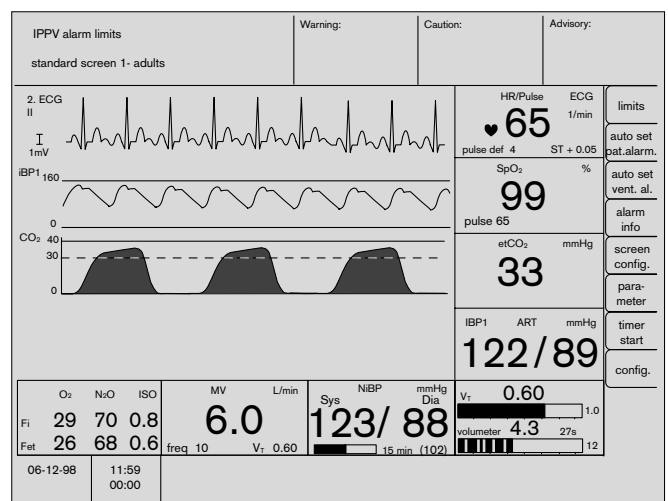 IPPV alarm limits
standard screen 1- adults
Warning:
Caution:
Advisory:
2. ECG
II
I
1mV
iBP1 160
0
CO₂ 40
30
0
HR/Pulse ECG
65 1/min
pulse def 4 ST + 0.05
SpO₂ %
99
pulse 65
etCO₂ mmHg
33
IBP1 ART mmHg
122/89
limits
auto set
pat.alarm.
auto set
vent. al.
alarm
info
screen
config.
para-
meter
timer
start
config.
O₂ N₂O ISO
Fi 29 70 0.8
Fet 26 68 0.6
MV L/min
6.0
freq 10 VT 0.60
NiBP mmHg
Sys Dia
123/ 88
15 min (102)
VT 0.60
1.0
volumeter 4.3 27s
12
06-12-98 11:59
00:00